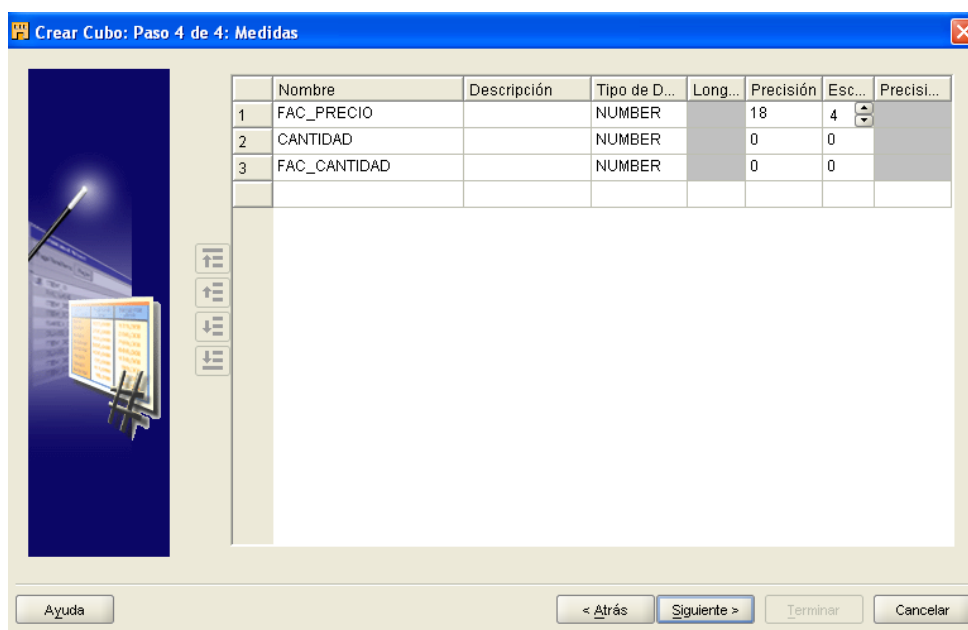 Crear Cubo: Paso 4 de 4: Medidas
Nombre Descripción Tipo de D... Long... Precisión Esc... Precisi...
1 FAC_PRECIO NUMBER 18 4
2 CANTIDAD NUMBER 0 0
3 FAC_CANTIDAD NUMBER 0 0
Ayuda < Atrás Siguiente > Terminar Cancelar